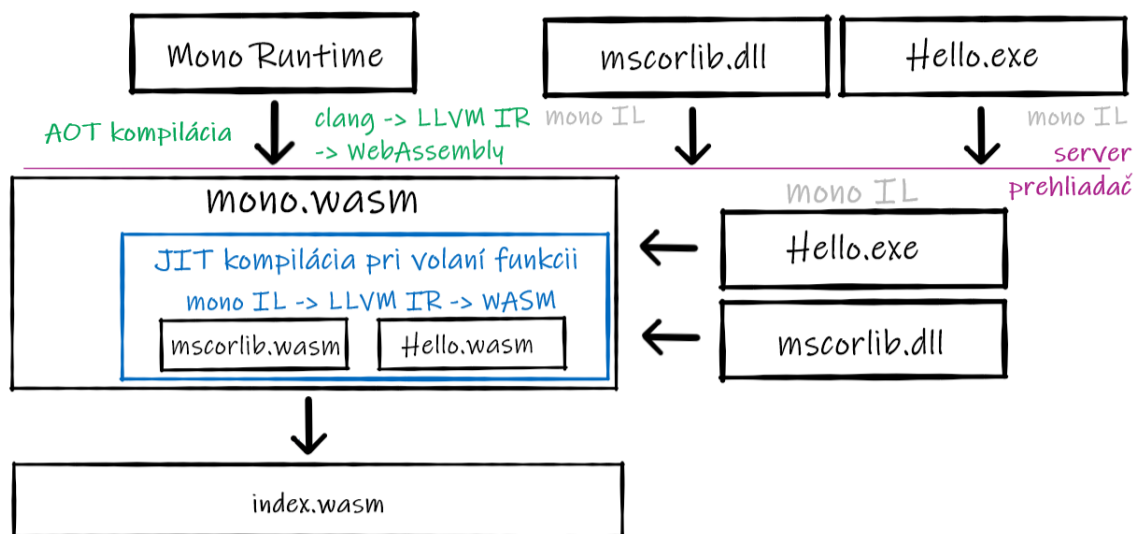 Mono Runtime
mscorlib.dll
Hello.exe
AOT kompilácia
clang -> LLVM IR
-> WebAssembly
mono IL
mono IL
server
prehliadač
mono.wasm
mono IL
JIT kompilácia pri volaní funkcii
mono IL -> LLVM IR -> WASM
mscorlib.wasm
Hello.wasm
Hello.exe
mscorlib.dll
index.wasm